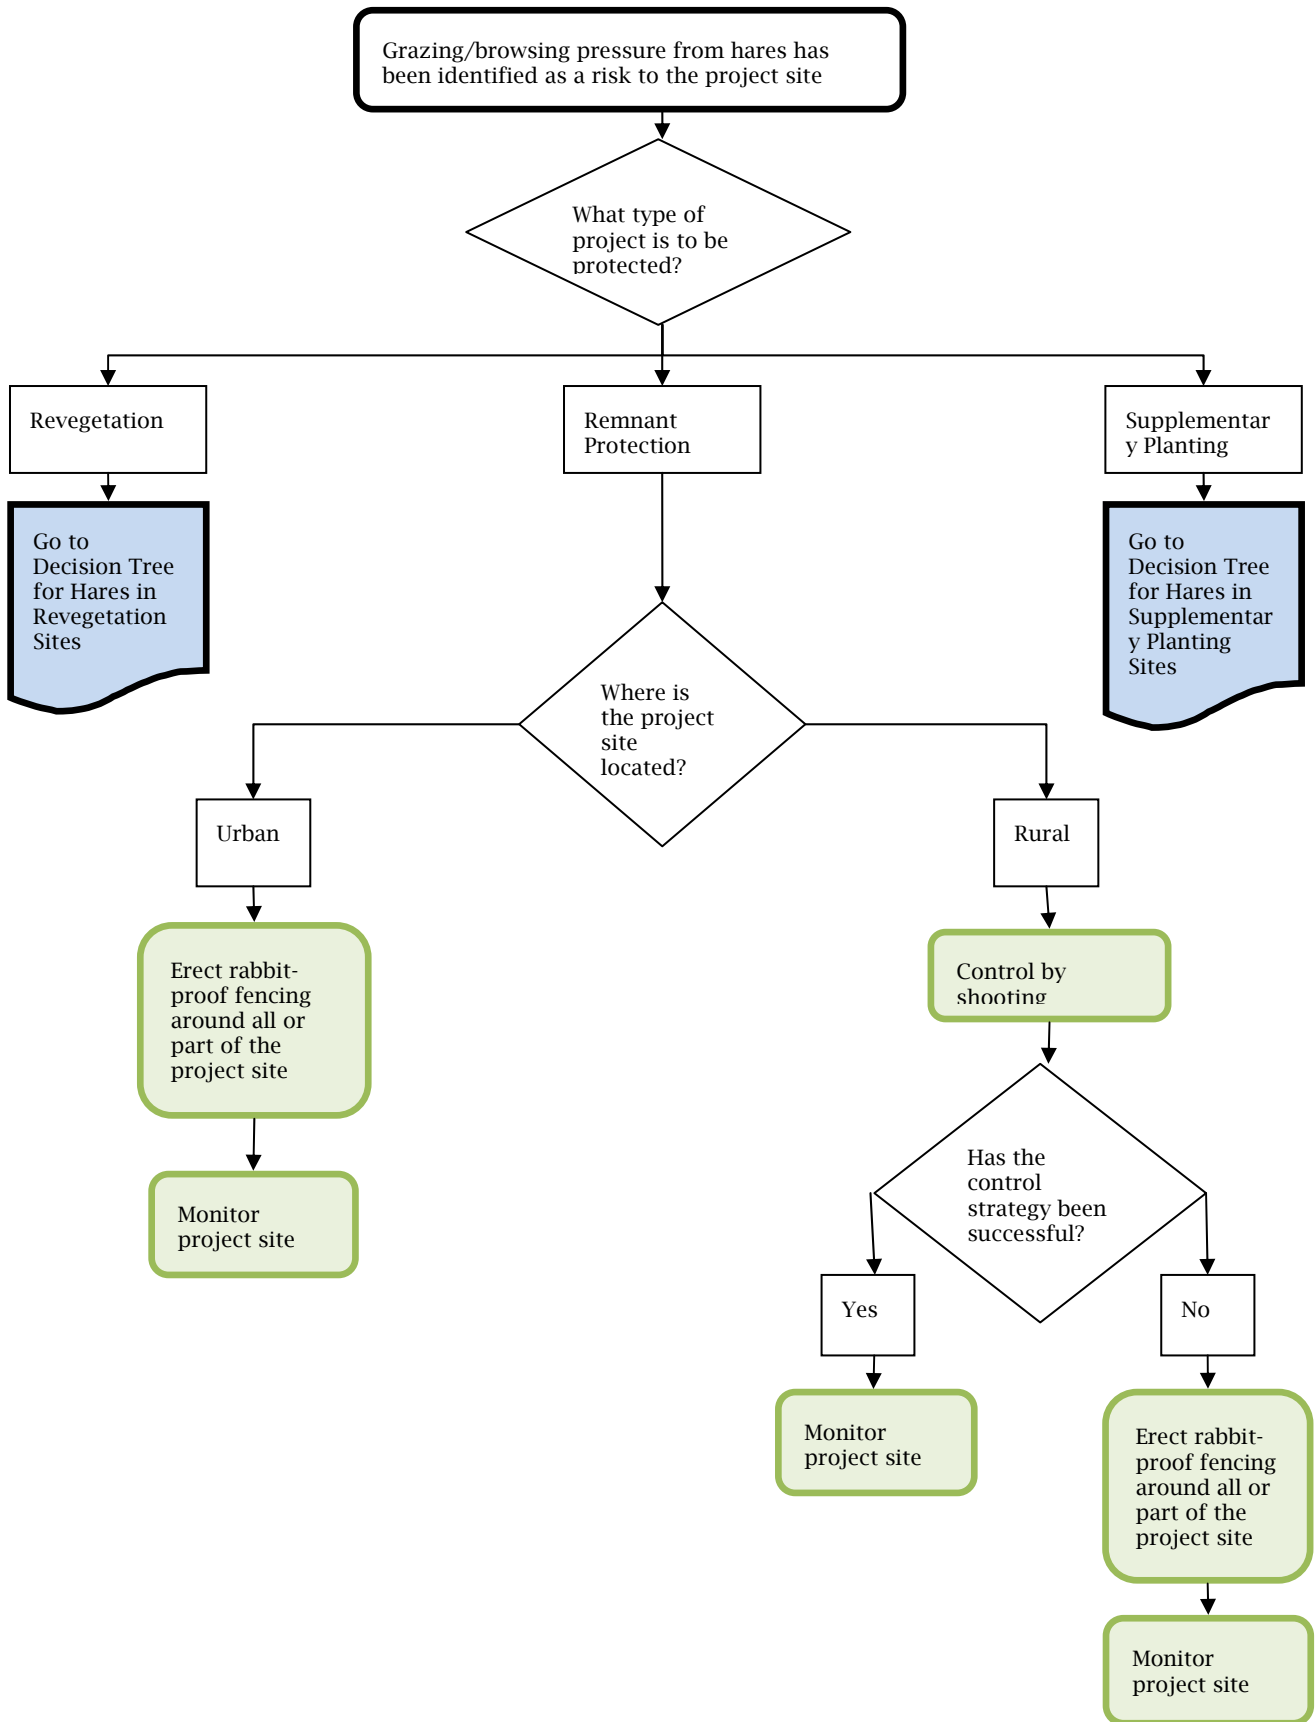 Grazing/browsing pressure from hares has
been identified as a risk to the project site
What type of
project is to be
protected?
Revegetation
Remnant
Protection
Supplementar
y Planting
Go to
Decision Tree
for Hares in
Revegetation
Sites
Go to
Decision Tree
for Hares in
Supplementar
y Planting
Sites
Where is
the project
site
located?
Urban
Rural
Erect rabbit-
proof fencing
around all or
part of the
project site
Control by
shooting
Monitor
project site
Has the
control
strategy been
successful?
Yes
No
Monitor
project site
Erect rabbit-
proof fencing
around all or
part of the
project site
Monitor
project site